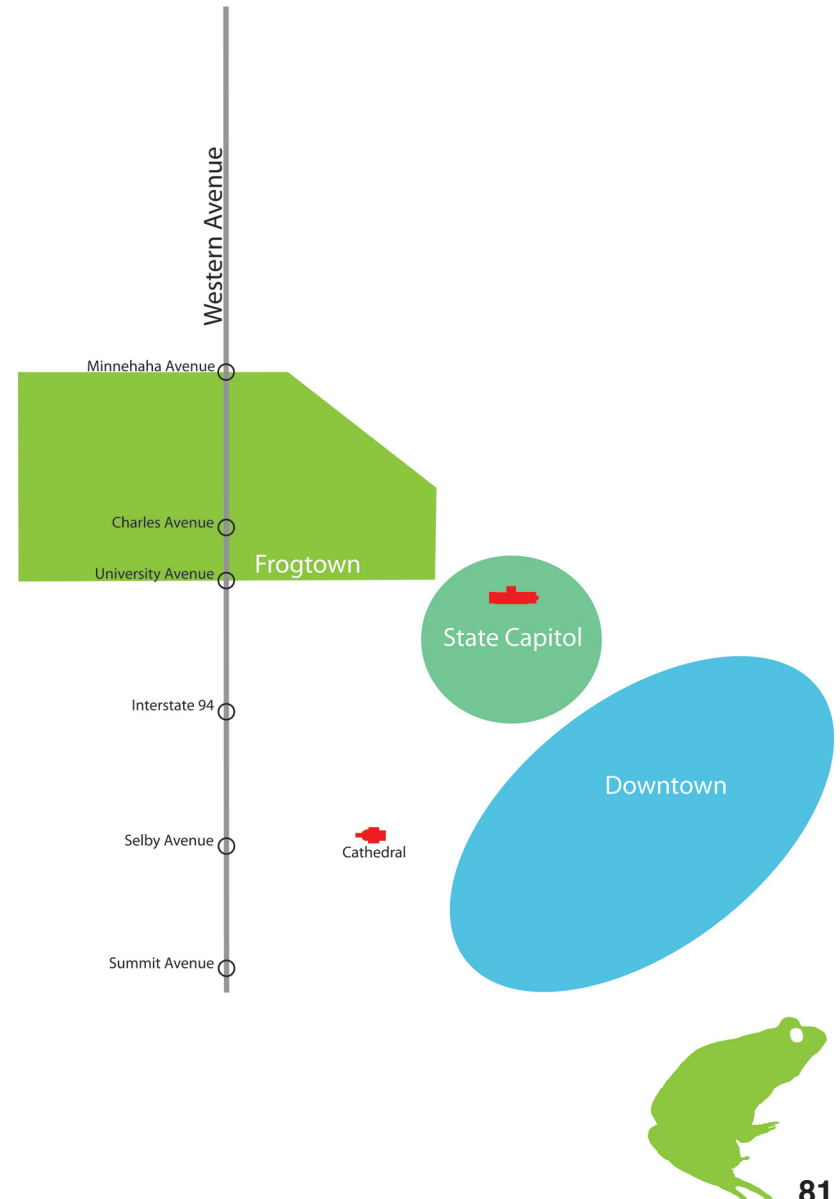 Western Avenue
Minnehaha Avenue
Charles Avenue
Frogtown
University Avenue
State Capitol
Interstate 94
Downtown
Selby Avenue
Cathedral
Summit Avenue
81